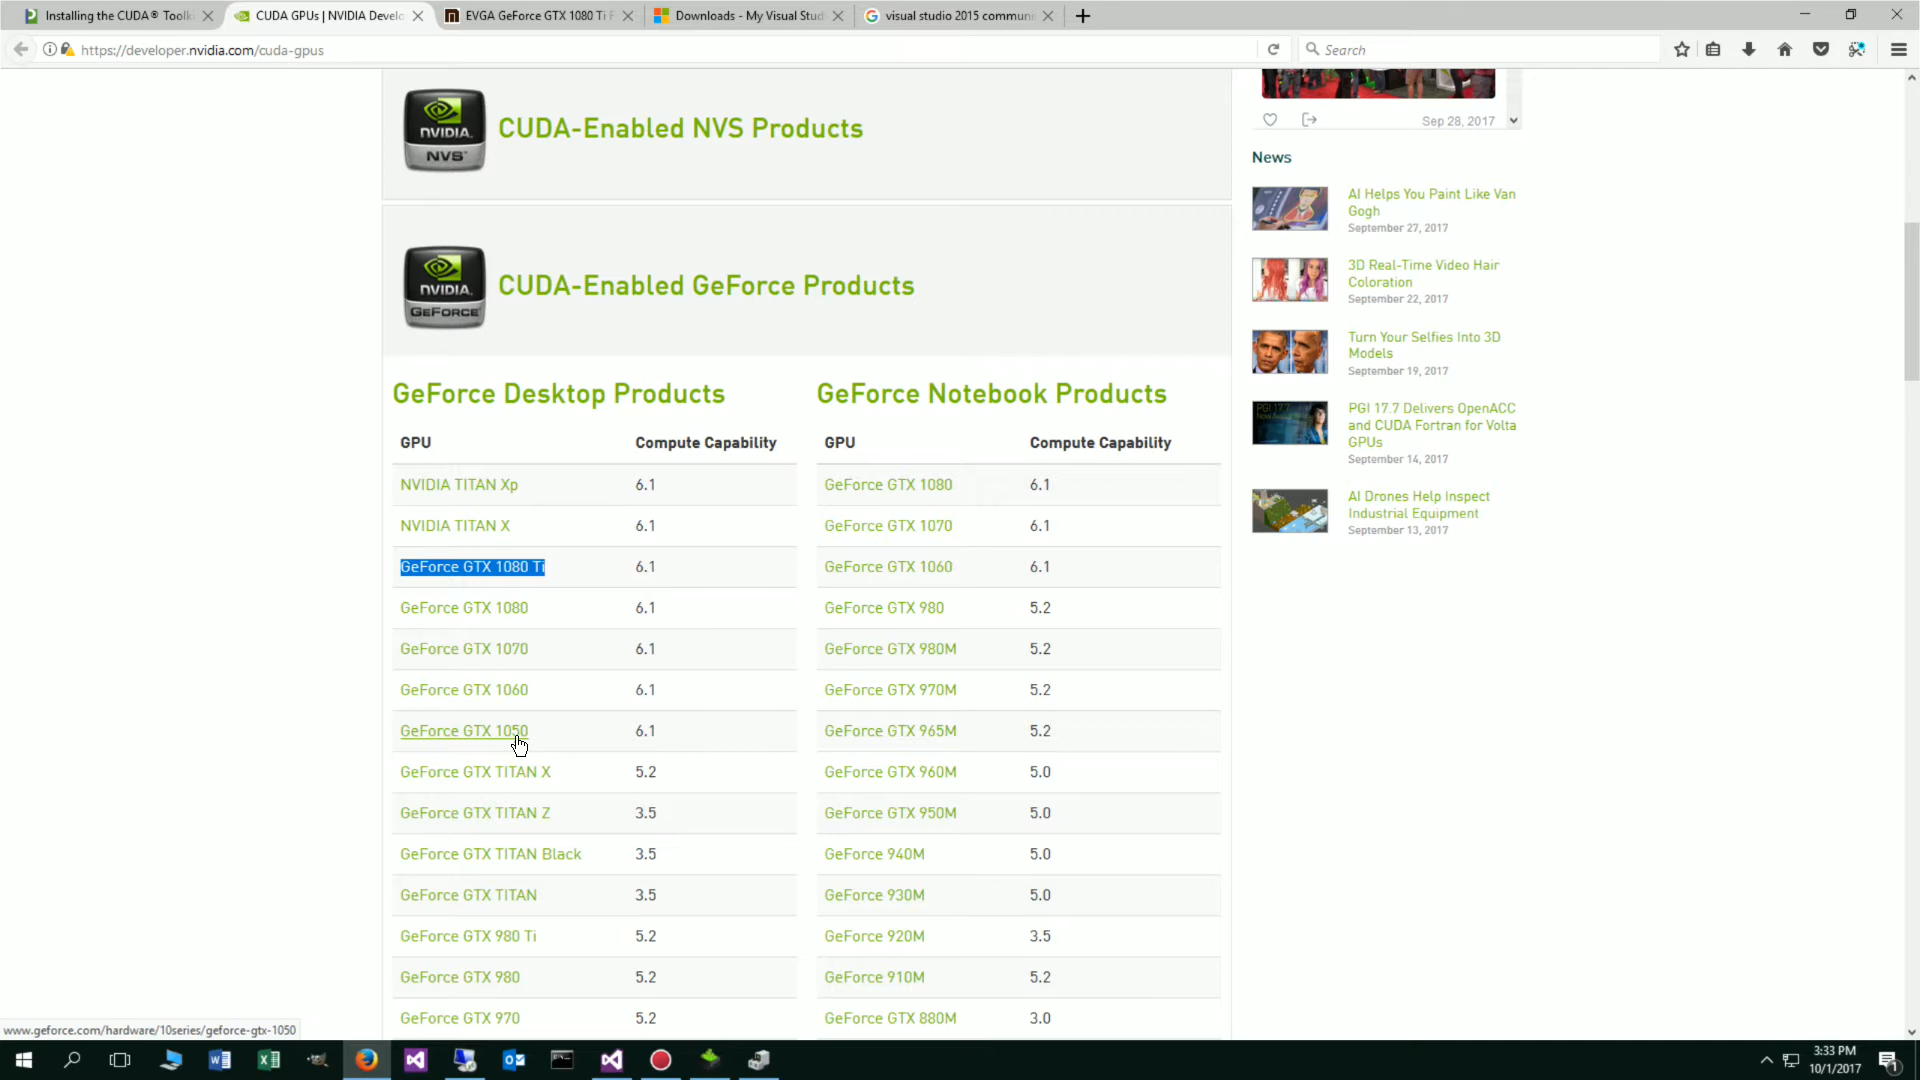 Installing the CUDA® Toolk
CUDA GPUs | NVIDIA Develo
EVGA GeForce GTX 1080 Ti F
Downloads - My Visual Stud
visual studio 2015 commun
https://developer.nvidia.com/cuda-gpus
Search
NVIDIA.
NVS™
CUDA-Enabled NVS Products
NVIDIA.
GEFORCE
CUDA-Enabled GeForce Products
GeForce Desktop Products
GPU Compute Capability
NVIDIA TITAN Xp 6.1
NVIDIA TITAN X 6.1
GeForce GTX 1080 Ti 6.1
GeForce GTX 1080 6.1
GeForce GTX 1070 6.1
GeForce GTX 1060 6.1
GeForce GTX 1050 6.1
GeForce GTX TITAN X 5.2
GeForce GTX TITAN Z 3.5
GeForce GTX TITAN Black 3.5
GeForce GTX TITAN 3.5
GeForce GTX 980 Ti 5.2
GeForce GTX 980 5.2
GeForce GTX 970 5.2
GeForce Notebook Products
GPU Compute Capability
GeForce GTX 1080 6.1
GeForce GTX 1070 6.1
GeForce GTX 1060 6.1
GeForce GTX 980 5.2
GeForce GTX 980M 5.2
GeForce GTX 970M 5.2
GeForce GTX 965M 5.2
GeForce GTX 960M 5.0
GeForce GTX 950M 5.0
GeForce 940M 5.0
GeForce 930M 5.0
GeForce 920M 3.5
GeForce 910M 5.2
GeForce GTX 880M 3.0
Sep 28, 2017
News
AI Helps You Paint Like Van
Gogh
September 27, 2017
3D Real-Time Video Hair
Coloration
September 22, 2017
Turn Your Selfies Into 3D
Models
September 19, 2017
PGI 17.7 Delivers OpenACC
and CUDA Fortran for Volta
GPUs
September 14, 2017
AI Drones Help Inspect
Industrial Equipment
September 13, 2017
www.geforce.com/hardware/10series/geforce-gtx-1050
3:33 PM
10/1/2017